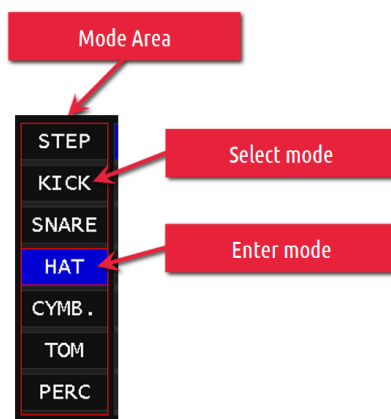 Mode Area
STEP
KICK
Select mode
SNARE
HAT
Enter mode
CYMB.
TOM
PERC